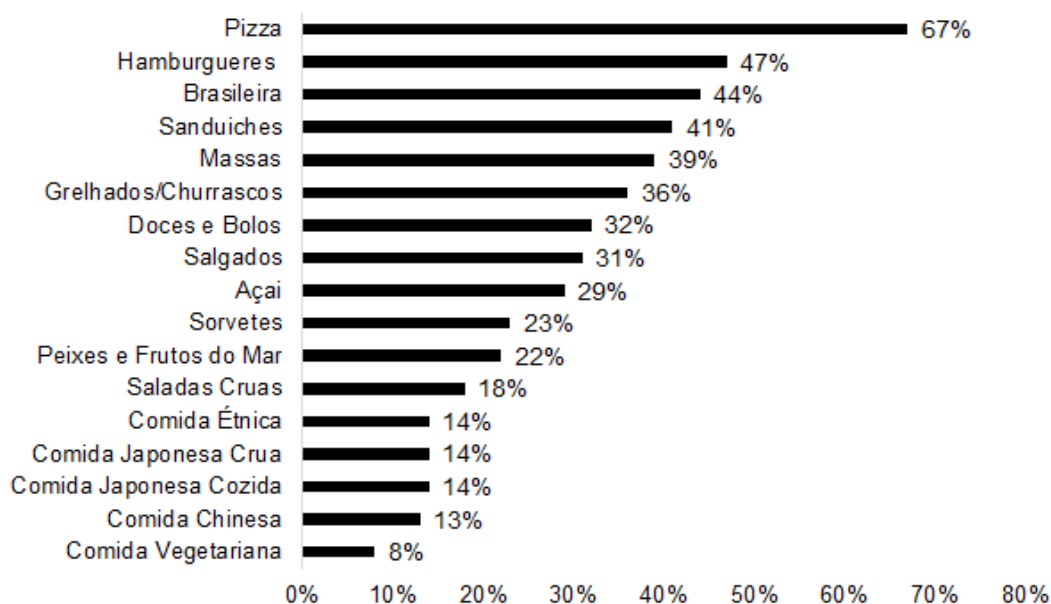 Pizza 67%
Hamburgueres 47%
Brasileira 44%
Sanduiches 41%
Massas 39%
Grelhados/Churrascos 36%
Doces e Bolos 32%
Salgados 31%
Açai 29%
Sorvetes 23%
Peixes e Frutos do Mar 22%
Saladas Cruas 18%
Comida Étnica 14%
Comida Japonesa Crua 14%
Comida Japonesa Cozida 14%
Comida Chinesa 13%
Comida Vegetariana 8%
0% 10% 20% 30% 40% 50% 60% 70% 80%